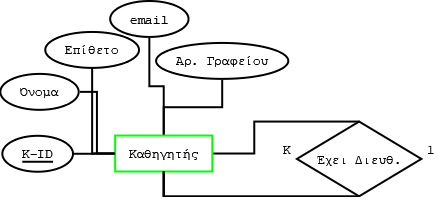 email
Επίθετο
Αρ. Γραφείου
Όνομα
Κ-ID
Καθηγητής
Κ
Έχει Διευθ.
1